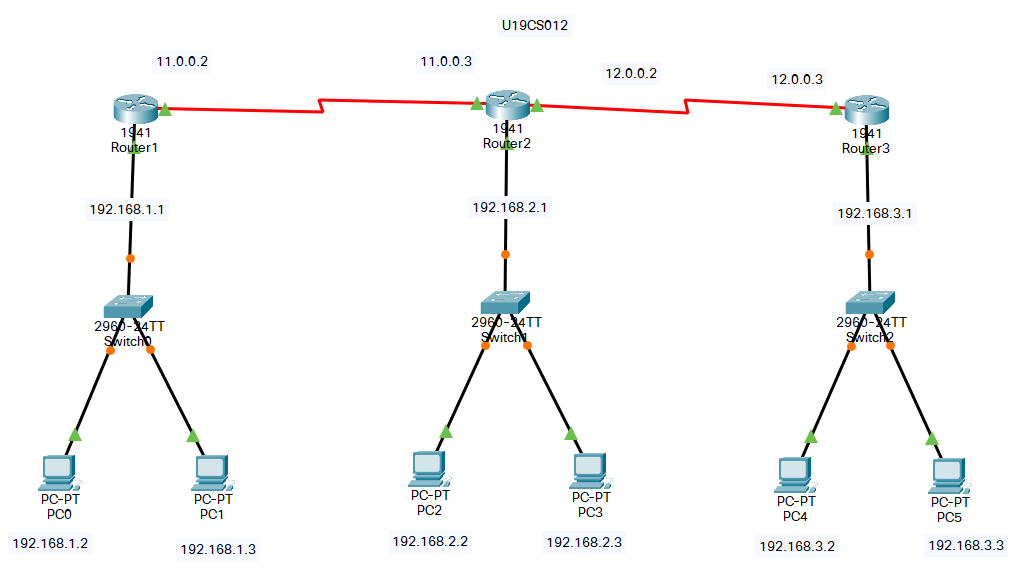 U19CS012
11.0.0.2
11.0.0.3
12.0.0.2
12.0.0.3
1941
Router1
1941
Router2
1941
Router3
192.168.1.1
192.168.2.1
192.168.3.1
2960-24TT
Switch0
2960-24TT
Switch1
2960-24TT
Switch2
PC-PT
PC0
PC-PT
PC1
PC-PT
PC2
PC-PT
PC3
PC-PT
PC4
PC-PT
PC5
192.168.1.2
192.168.1.3
192.168.2.2
192.168.2.3
192.168.3.2
192.168.3.3